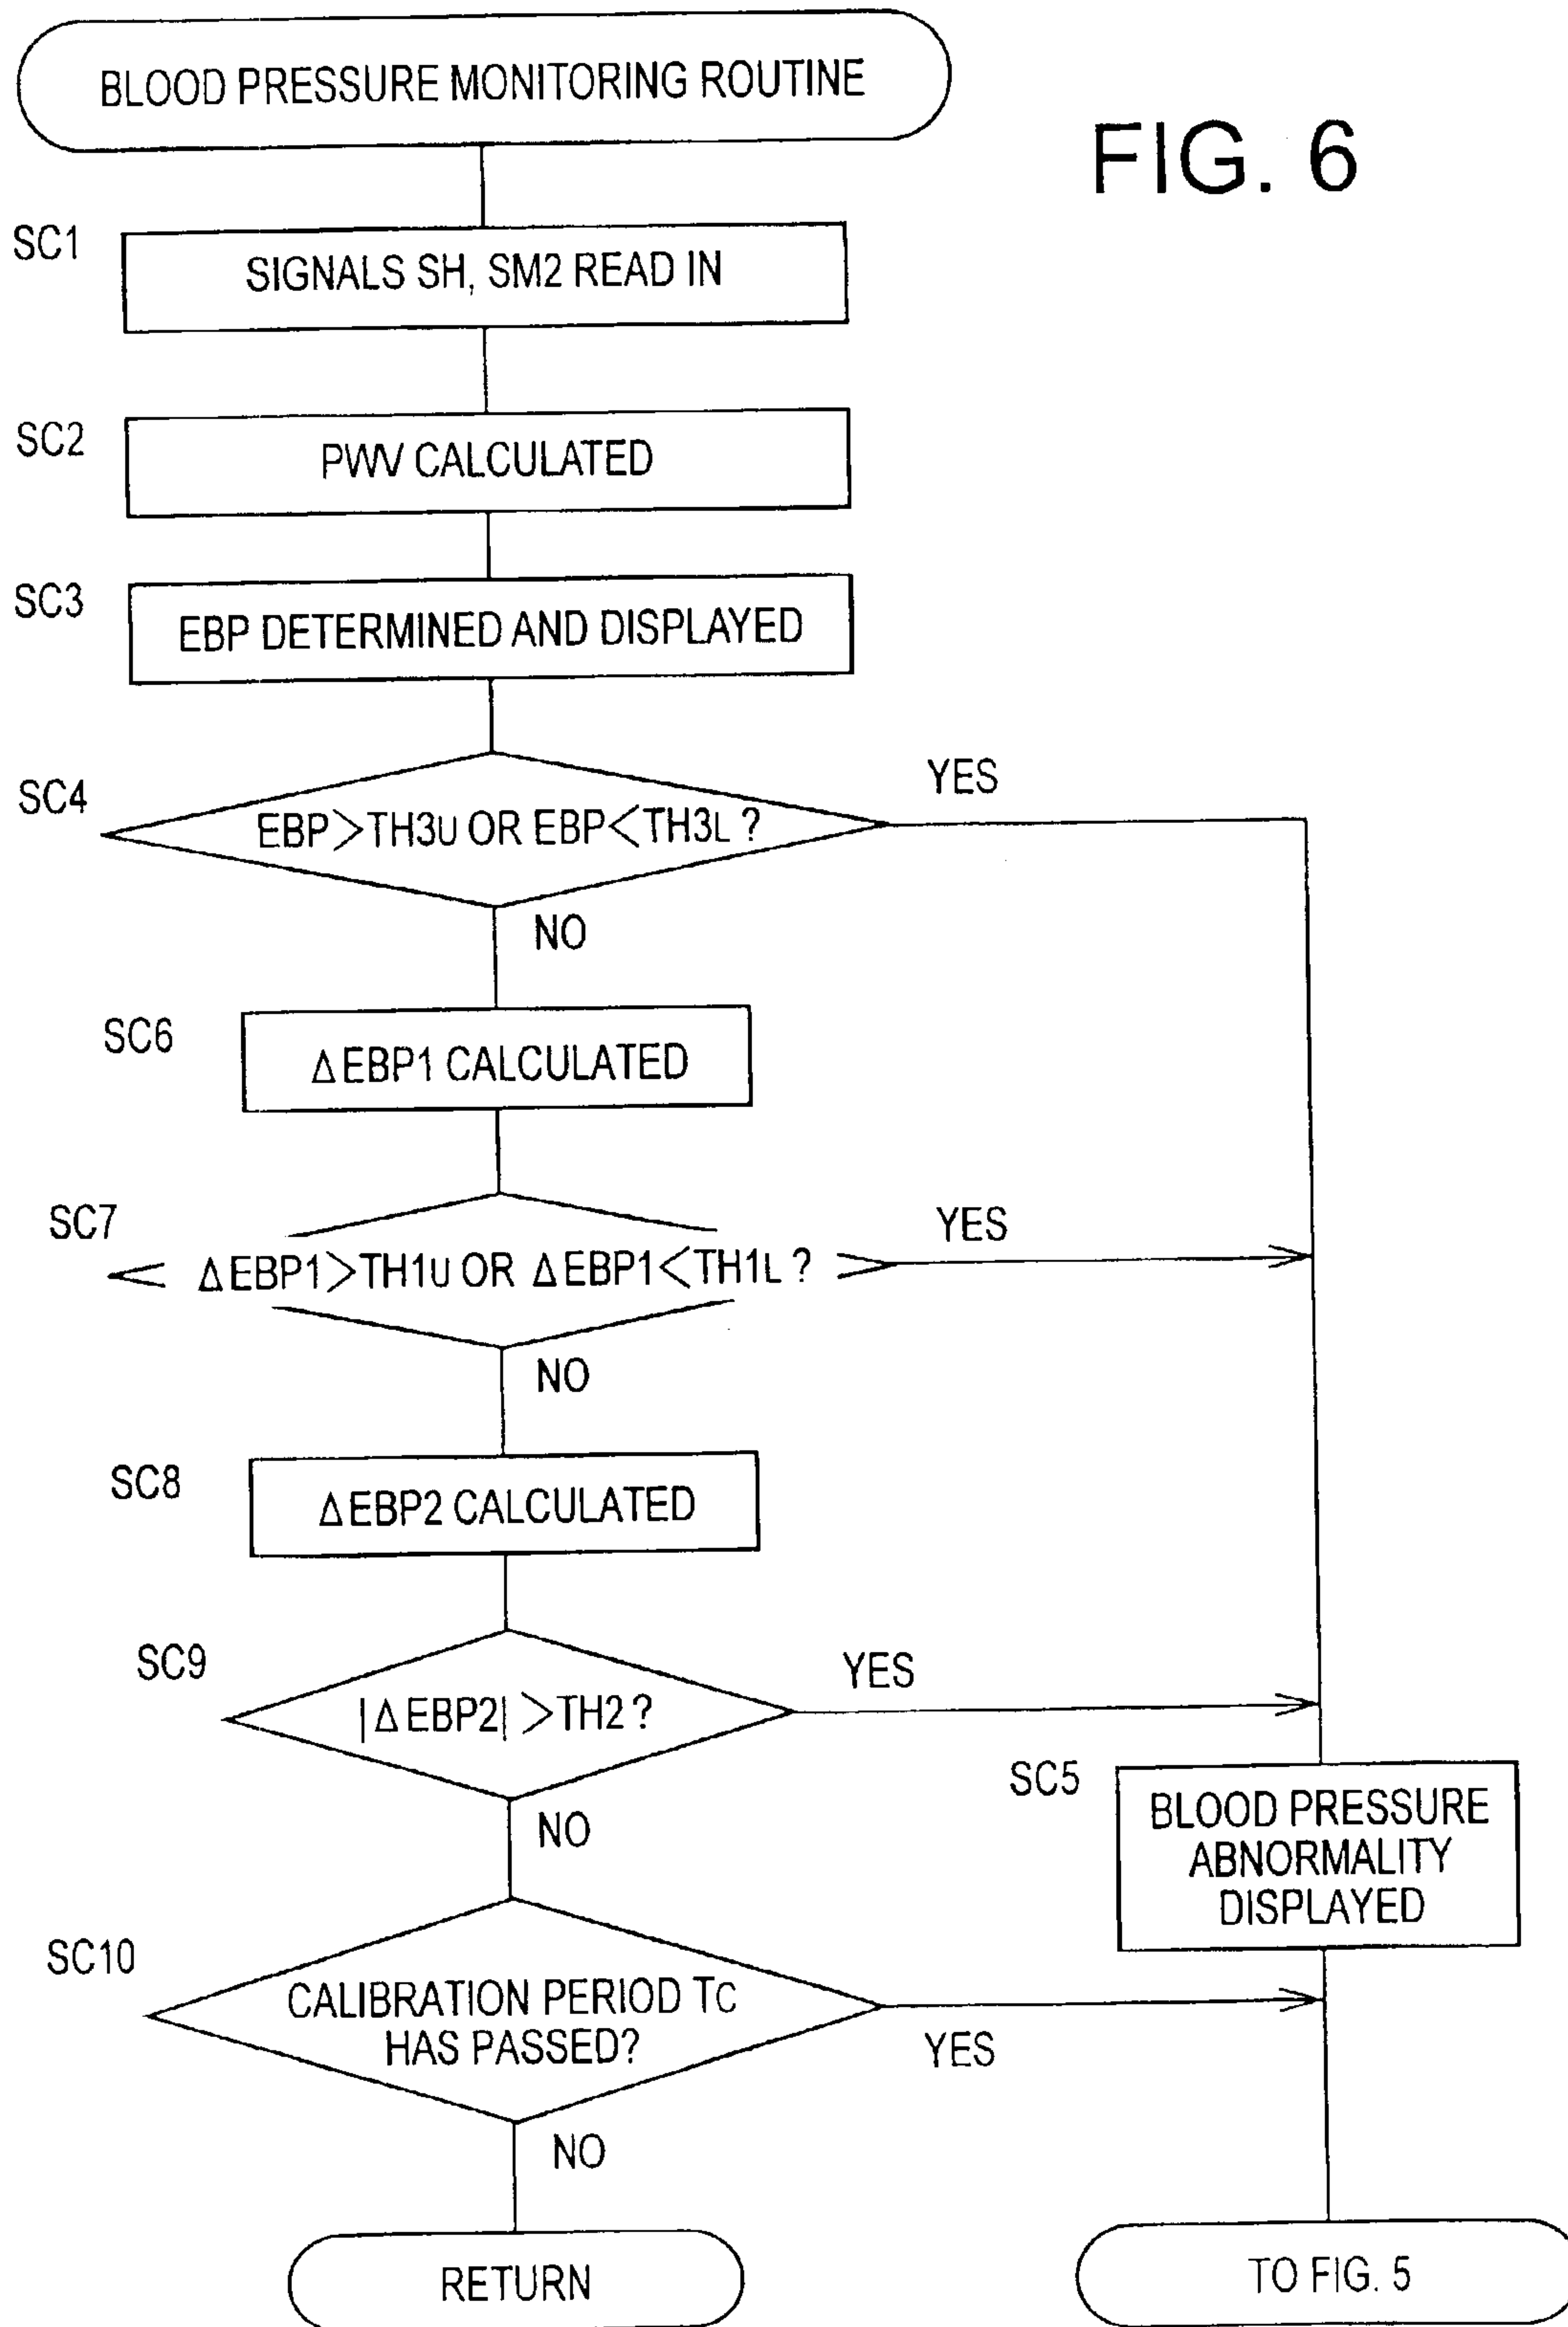 BLOOD PRESSURE MONITORING ROUTINE
FIG. 6
SC1
SIGNALS SH, SM2 READ IN
SC2
PWV CALCULATED
SC3
EBP DETERMINED AND DISPLAYED
SC4
EBP>TH3U OR EBP<TH3L ?
YES
NO
SC6
ΔEBP1 CALCULATED
SC7
ΔEBP1>TH1U OR ΔEBP1<TH1L ?
YES
NO
SC8
ΔEBP2 CALCULATED
SC9
|ΔEBP2| >TH2 ?
YES
NO
SC5
BLOOD PRESSURE
ABNORMALITY
DISPLAYED
SC10
CALIBRATION PERIOD TC
HAS PASSED?
YES
NO
RETURN
TO FIG. 5